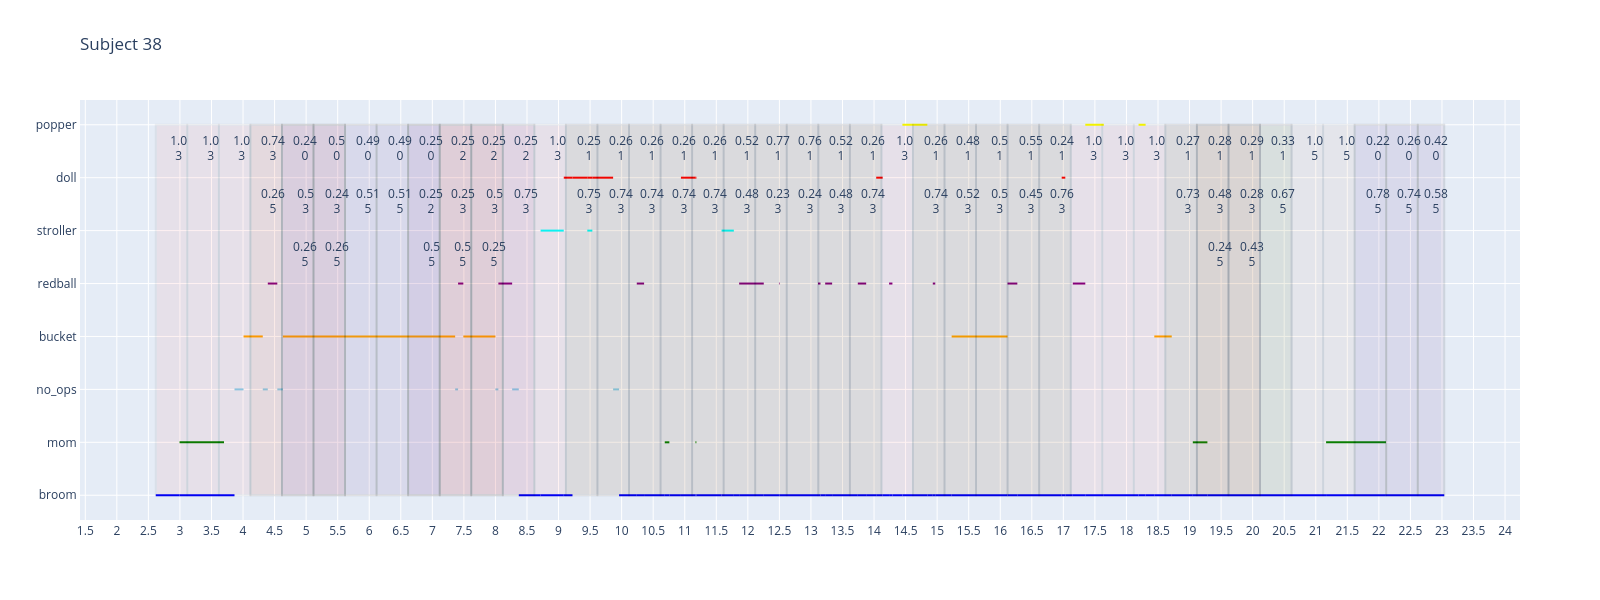 Subject 38
popper
1.0 1.0 1.0 0.74 0.24 0.5 0.49 0.49 0.25 0.25 0.25 0.25 1.0 0.25 0.26 0.26 0.26 0.26 0.52 0.77 0.76 0.52 0.26 1.0 0.26 0.48 0.5 0.55 0.24 1.0 1.0 1.0 0.27 0.28 0.29 0.33 1.0 1.0 0.22 0.26 0.42
3 3 3 3 0 0 0 0 0 2 2 2 3 1 1 1 1 1 1 1 1 1 1 3 1 1 1 1 1 3 3 3 1 1 1 1 5 5 0 0 0
doll
0.26 0.5 0.24 0.51 0.51 0.25 0.25 0.5 0.75 0.75 0.74 0.74 0.74 0.74 0.48 0.23 0.24 0.48 0.74 0.74 0.52 0.5 0.45 0.76 0.73 0.48 0.28 0.67 0.78 0.74 0.58
5 3 3 5 5 2 3 3 3 3 3 3 3 3 3 3 3 3 3 3 3 3 3 3 3 3 3 5 5 5 5
stroller
0.26 0.26 0.5 0.5 0.25 0.24 0.43
5 5 5 5 5 5 5
redball
bucket
no_ops
mom
broom
1.5 2 2.5 3 3.5 4 4.5 5 5.5 6 6.5 7 7.5 8 8.5 9 9.5 10 10.5 11 11.5 12 12.5 13 13.5 14 14.5 15 15.5 16 16.5 17 17.5 18 18.5 19 19.5 20 20.5 21 21.5 22 22.5 23 23.5 24